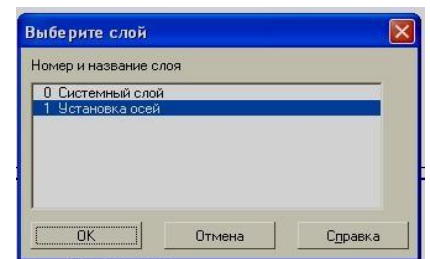 Выберите слой
Номер и название слоя
0 Системный слой
1 Установка осей
OK Отмена Справка